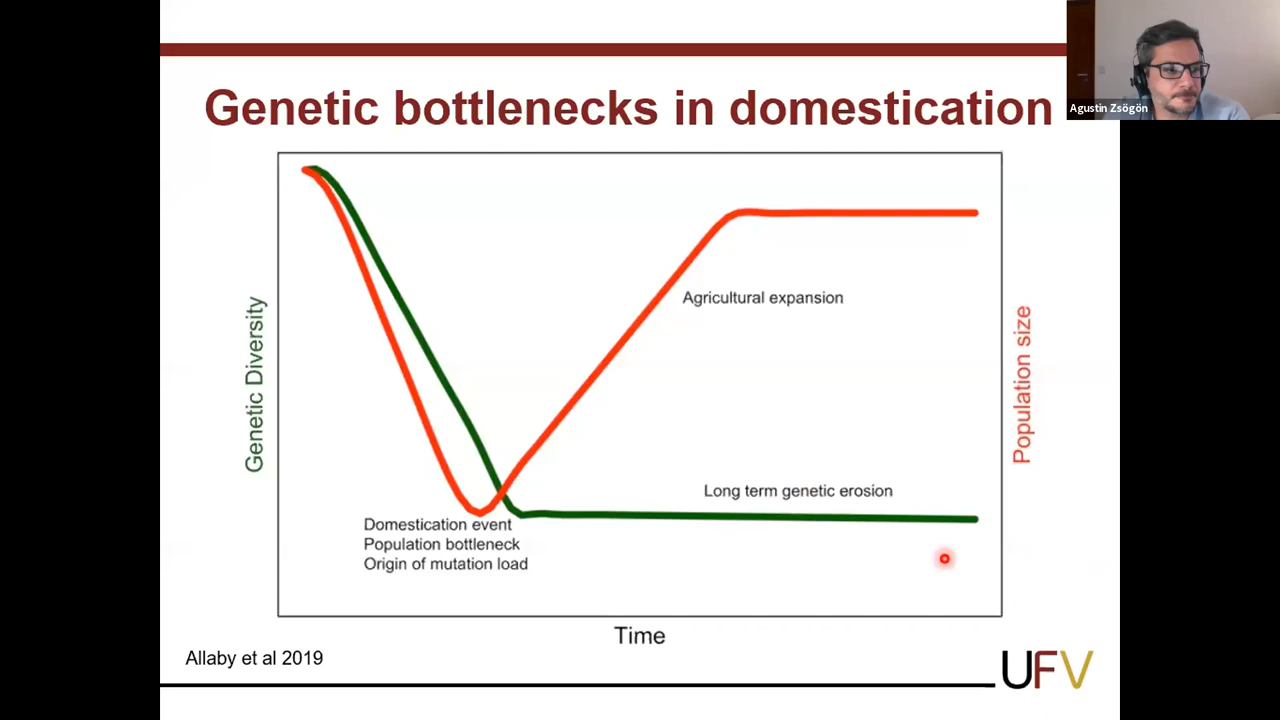 Genetic bottlenecks in domestication
Agustin Zsögön
Genetic Diversity
Population size
Agricultural expansion
Long term genetic erosion
Domestication event
Population bottleneck
Origin of mutation load
Time
Allaby et al 2019
UFV